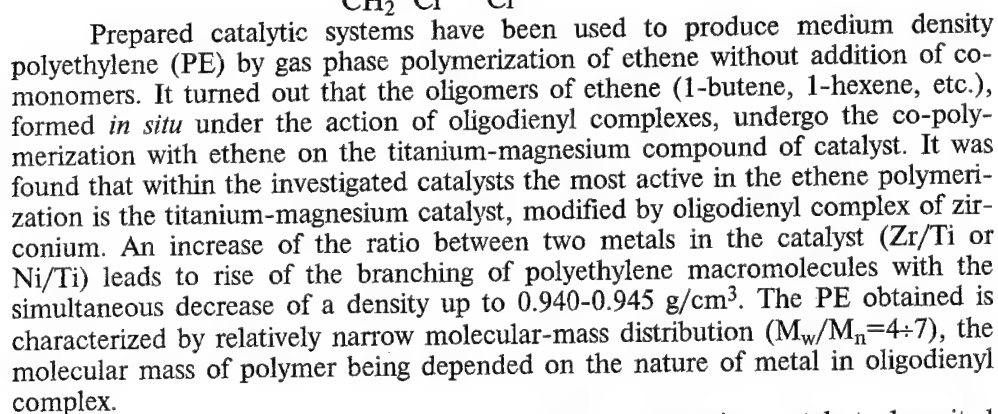 CH2 Cl Cl
Prepared catalytic systems have been used to produce medium density
polyethylene (PE) by gas phase polymerization of ethene without addition of co-
monomers. It turned out that the oligomers of ethene (1-butene, 1-hexene, etc.),
formed in situ under the action of oligodienyl complexes, undergo the co-poly-
merization with ethene on the titanium-magnesium compound of catalyst. It was
found that within the investigated catalysts the most active in the ethene polymeri-
zation is the titanium-magnesium catalyst, modified by oligodienyl complex of zir-
conium. An increase of the ratio between two metals in the catalyst (Zr/Ti or
Ni/Ti) leads to rise of the branching of polyethylene macromolecules with the
simultaneous decrease of a density up to 0.940-0.945 g/cm³. The PE obtained is
characterized by relatively narrow molecular-mass distribution (Mw/Mn=4÷7), the
molecular mass of polymer being depended on the nature of metal in oligodienyl
complex.